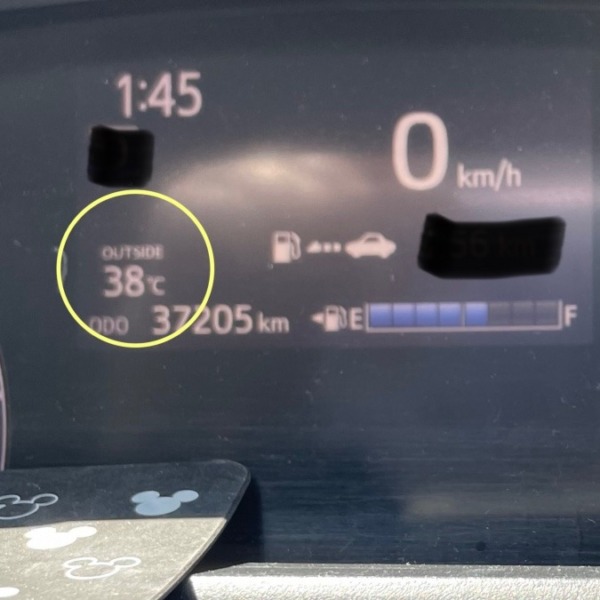 1:45
0 km/h
OUTSIDE
38°C
ODO 37205 km
E F